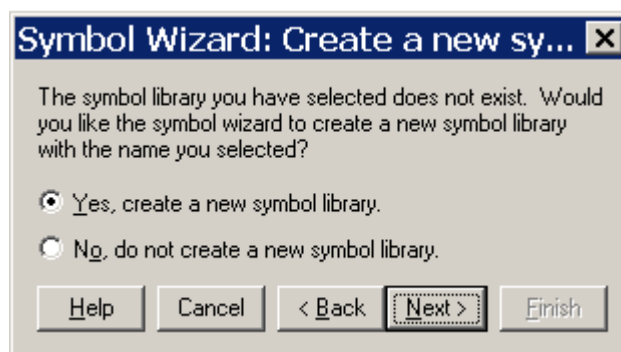 Symbol Wizard: Create a new sy...
The symbol library you have selected does not exist. Would
you like the symbol wizard to create a new symbol library
with the name you selected?
Yes, create a new symbol library.
No, do not create a new symbol library.
Help Cancel < Back Next > Finish